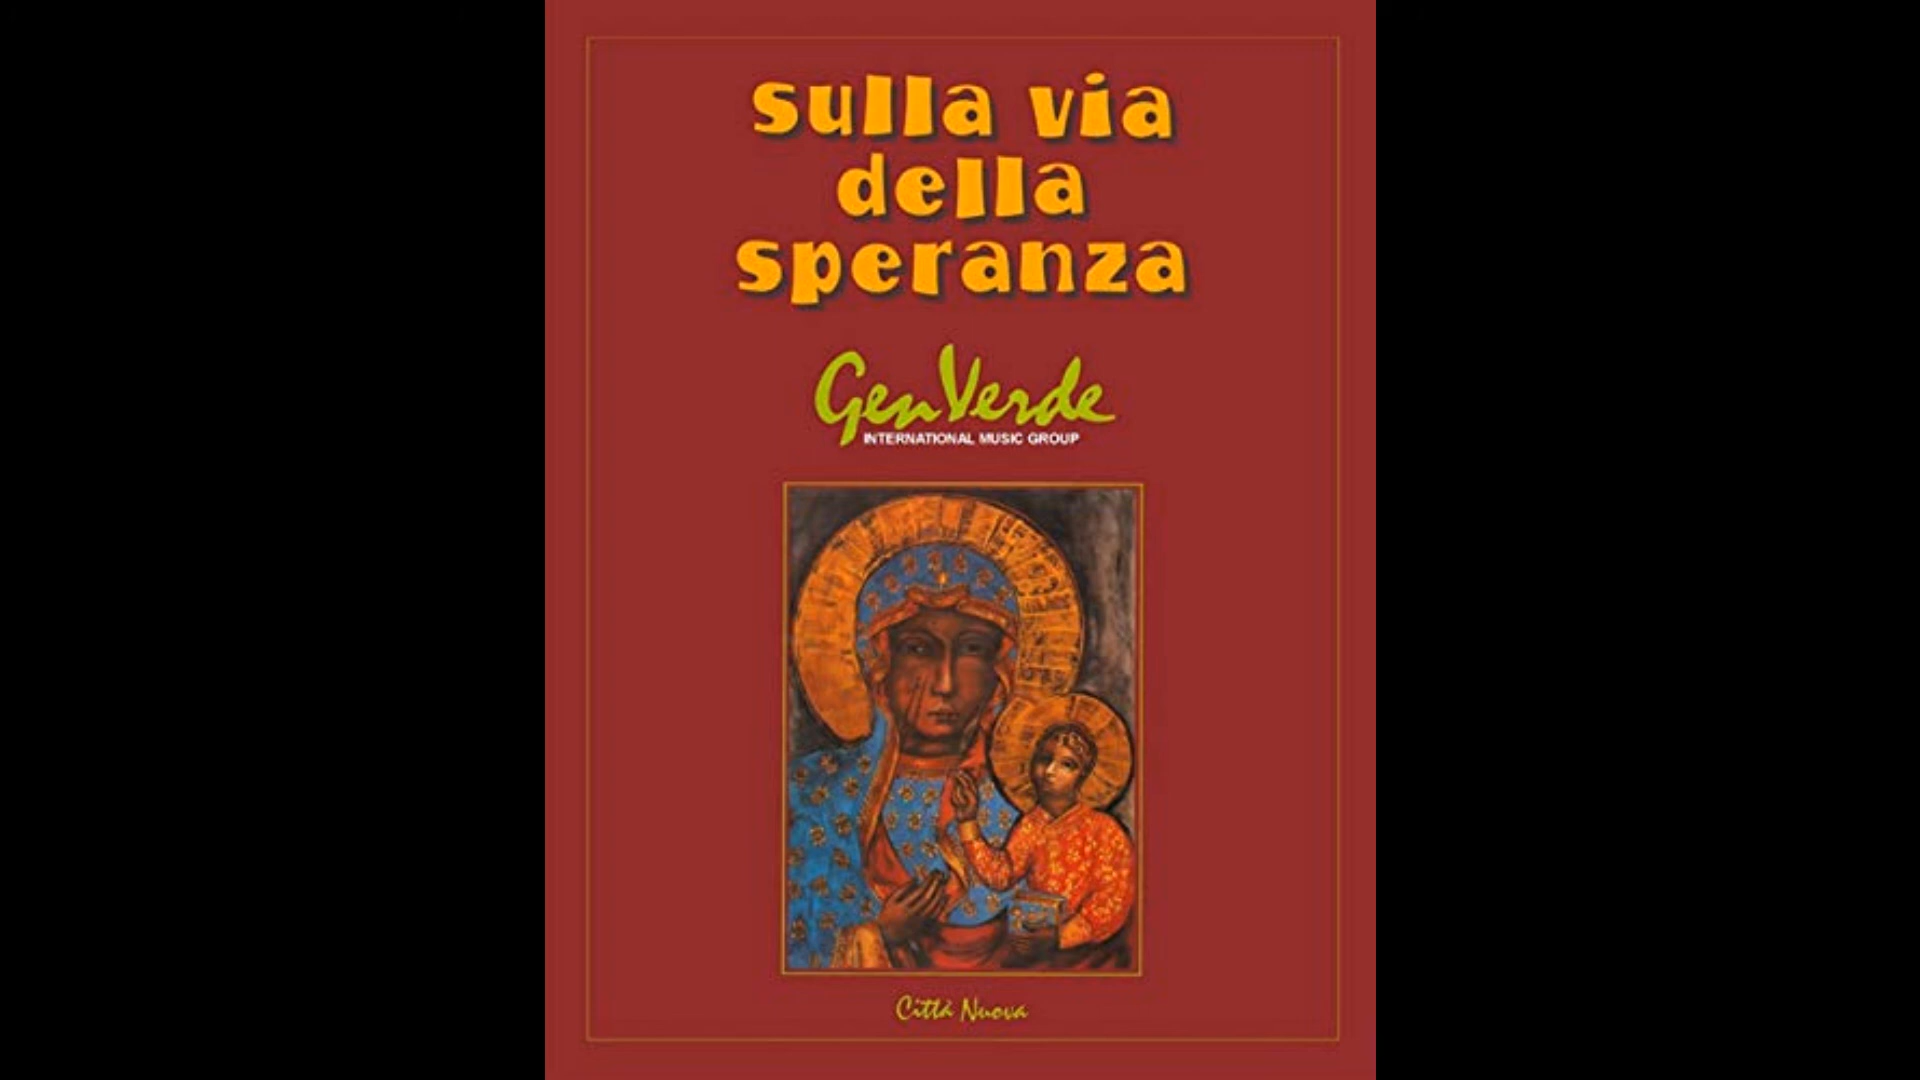 sulla via
della
speranza
Gen Verde
INTERNATIONAL MUSIC GROUP
Città Nuova